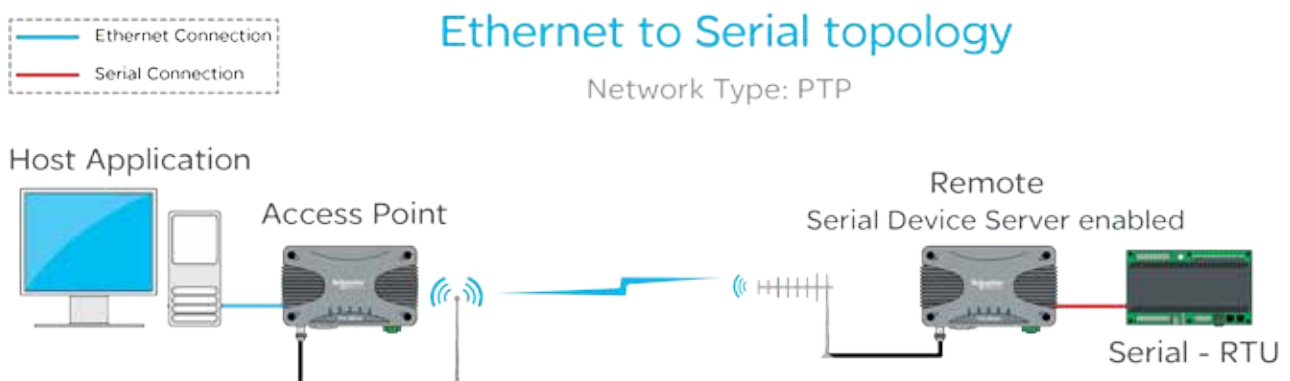 Ethernet Connection
Serial Connection
Ethernet to Serial topology
Network Type: PTP
Host Application
Access Point
Remote
Serial Device Server enabled
Serial - RTU